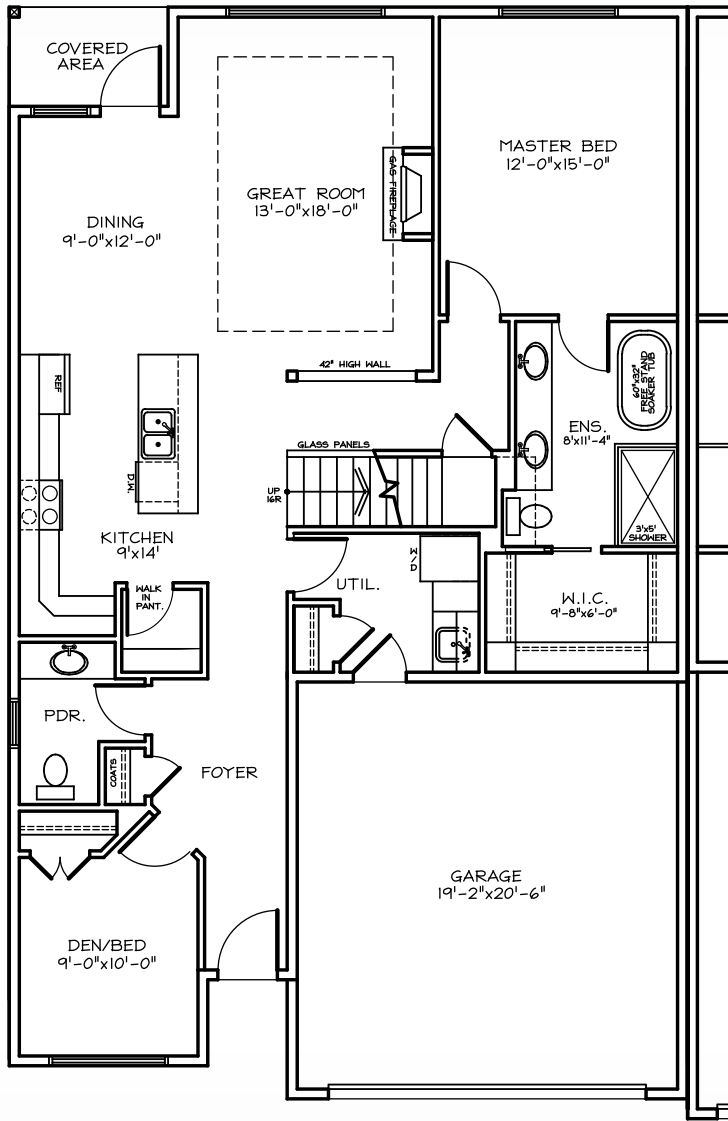 COVERED
AREA
MASTER BED
12'-0"x15'-0"
GAS FIREPLACE
GREAT ROOM
13'-0"x18'-0"
DINING
9'-0"x12'-0"
42" HIGH WALL
REF
60"x32"
FREE STAND
SOAKER TUB
ENS.
8'x11'-4"
GLASS PANELS
D.W.
UP
16R
3'x5'
SHOWER
KITCHEN
9'x14'
W/D
UTIL.
WALK
IN
PANT.
W.I.C.
9'-8"x6'-0"
PDR.
COATS
FOYER
GARAGE
19'-2"x20'-6"
DEN/BED
9'-0"x10'-0"